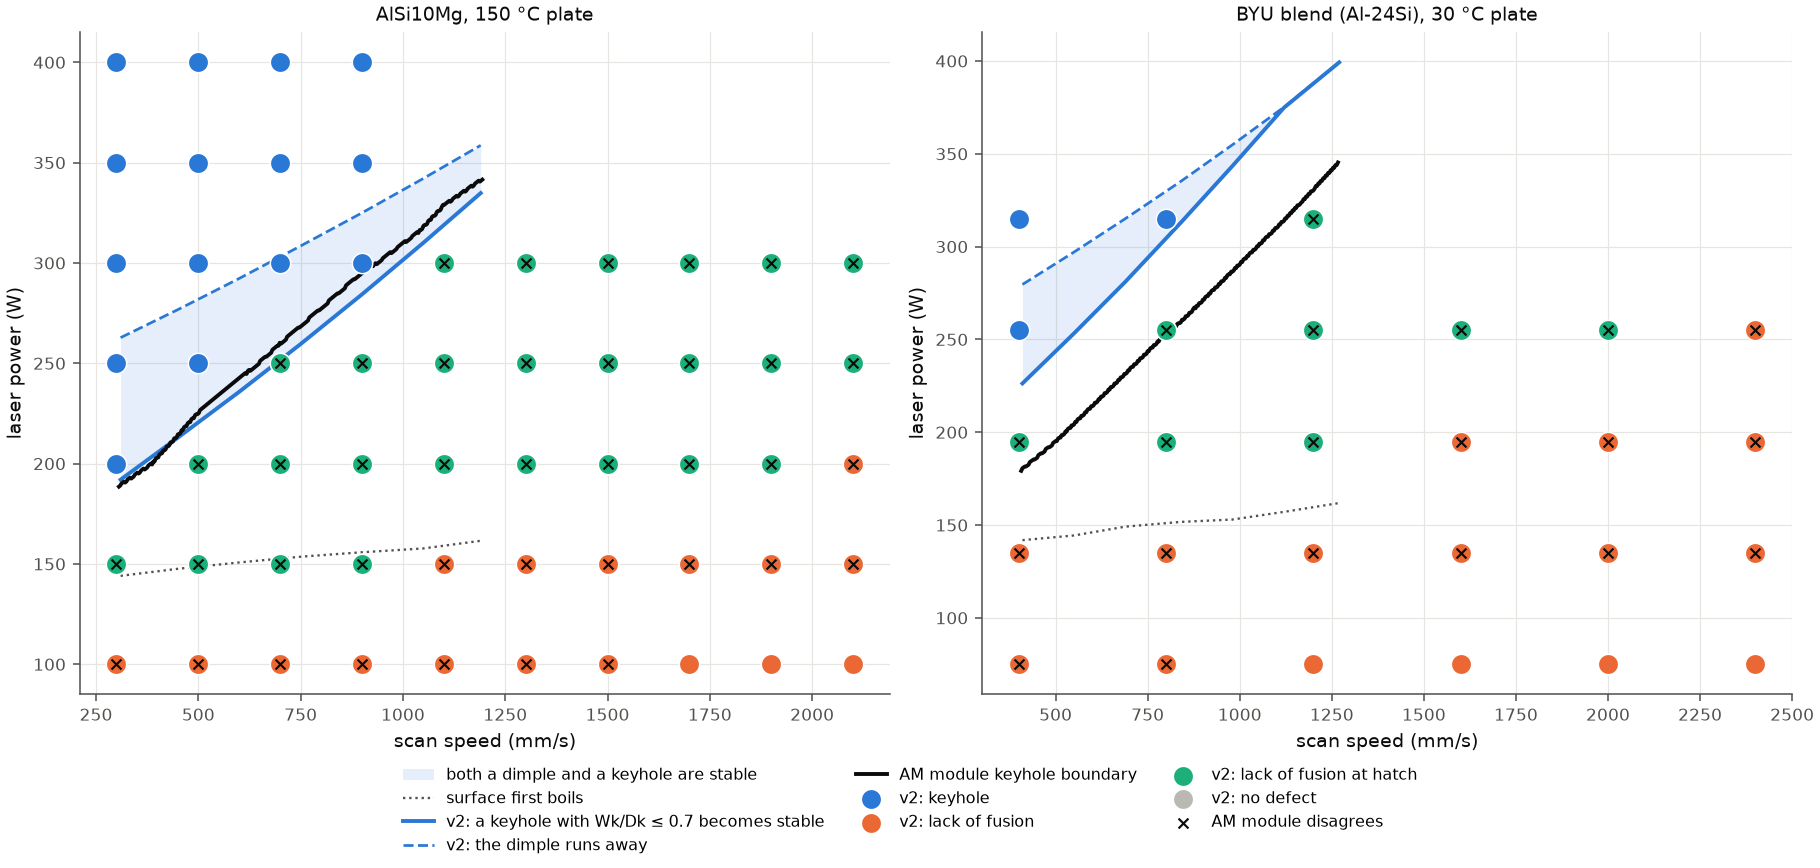 AlSi10Mg, 150 °C plate
400
350
300
250
200
150
100
laser power (W)
250
500
750
1000
1250
1500
1750
2000
scan speed (mm/s)
BYU blend (Al-24Si), 30 °C plate
400
350
300
250
200
150
100
laser power (W)
500
750
1000
1250
1500
1750
2000
2250
2500
scan speed (mm/s)
both a dimple and a keyhole are stable
surface first boils
v2: a keyhole with Wk/Dk ≤ 0.7 becomes stable
v2: the dimple runs away
AM module keyhole boundary
v2: keyhole
v2: lack of fusion
v2: lack of fusion at hatch
v2: no defect
AM module disagrees